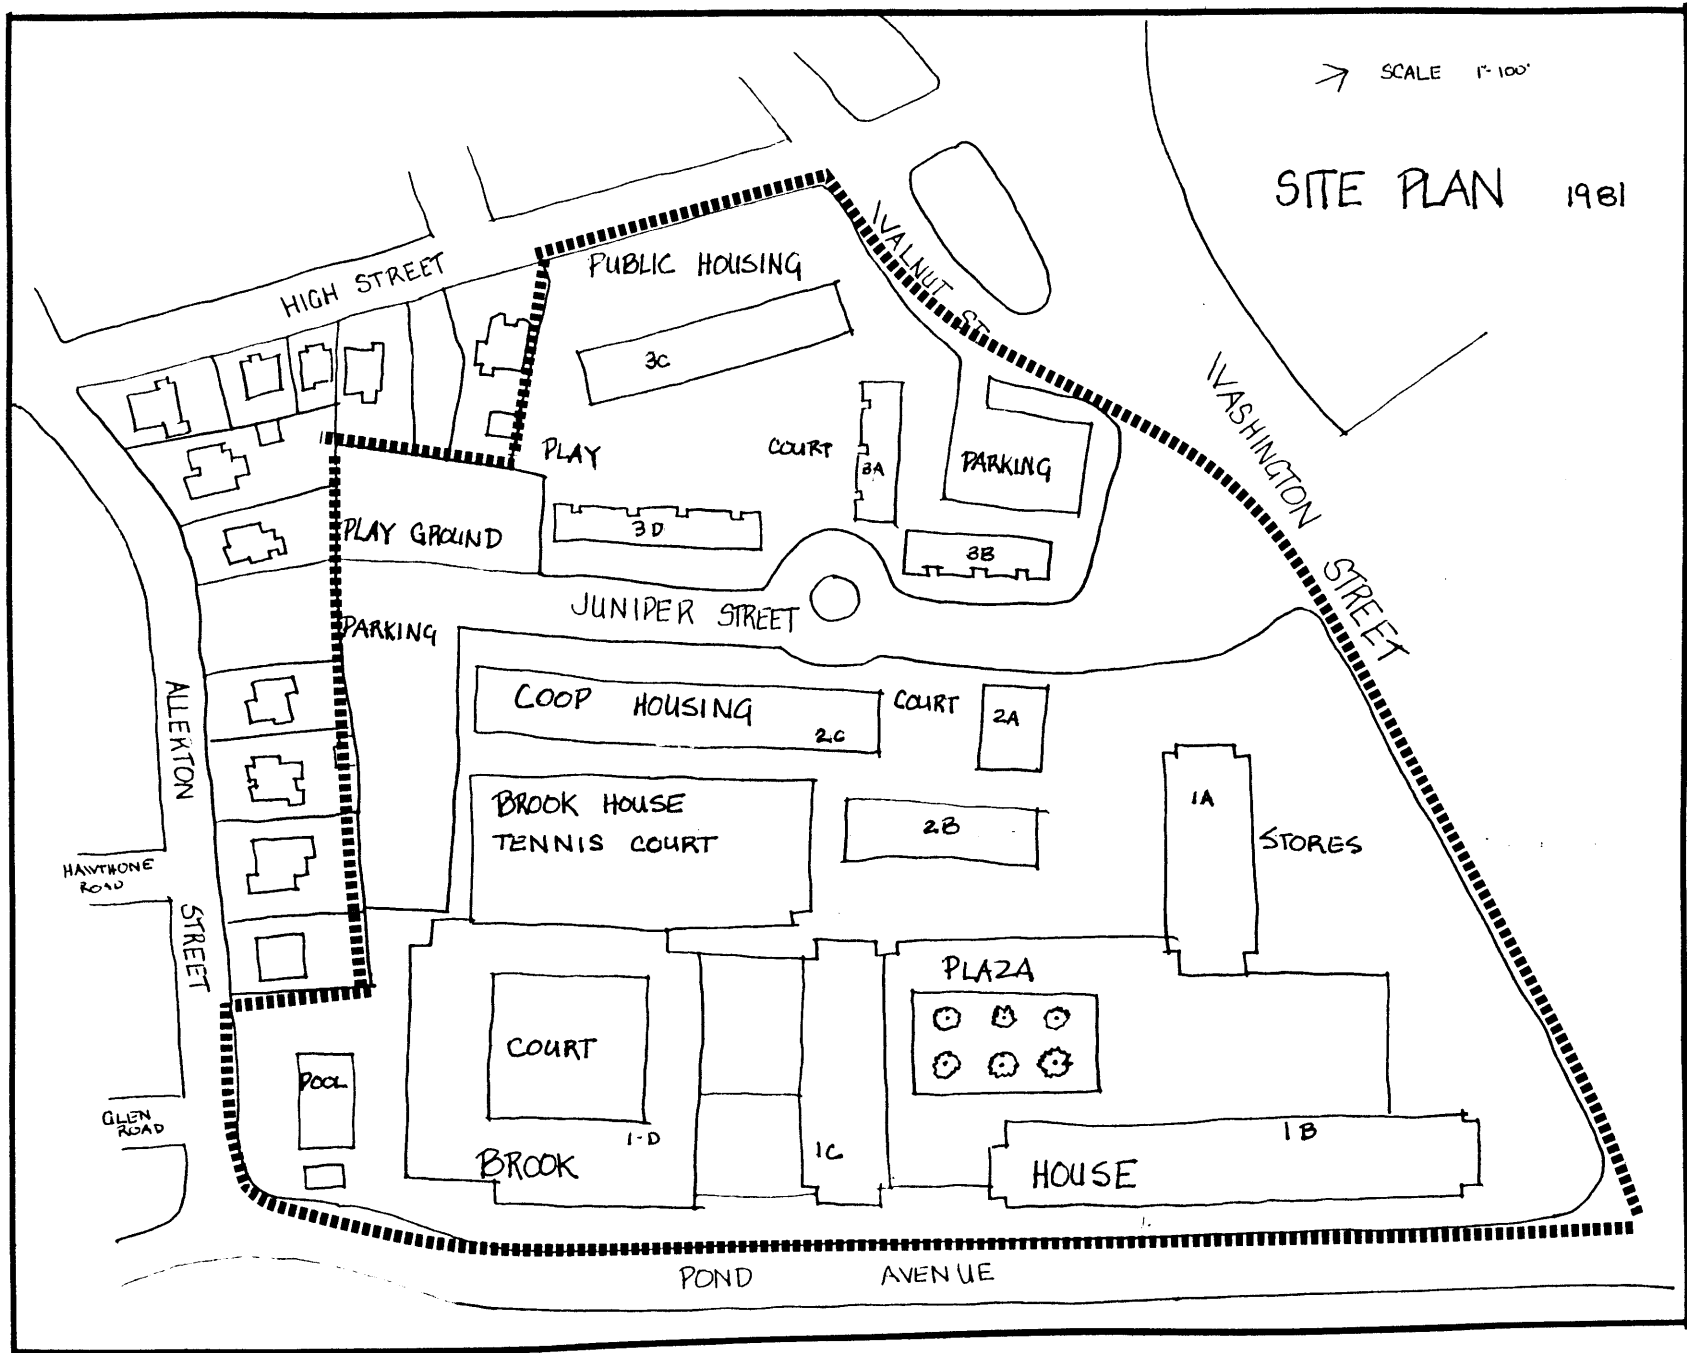 SCALE 1"-100'
SITE PLAN 1981
WALNUT ST.
HIGH STREET
PUBLIC HOUSING
3C
WASHINGTON STREET
PLAY
COURT
3A
PARKING
PLAY GROUND
3D
3B
JUNIPER STREET
PARKING
ALLERTON STREET
COOP HOUSING
2C
COURT
2A
BROOK HOUSE
TENNIS COURT
2B
1A
STORES
HAWTHONE
ROAD
PLAZA
COURT
POOL
GLEN
ROAD
1-D
BROOK
1C
1B
HOUSE
POND AVENUE